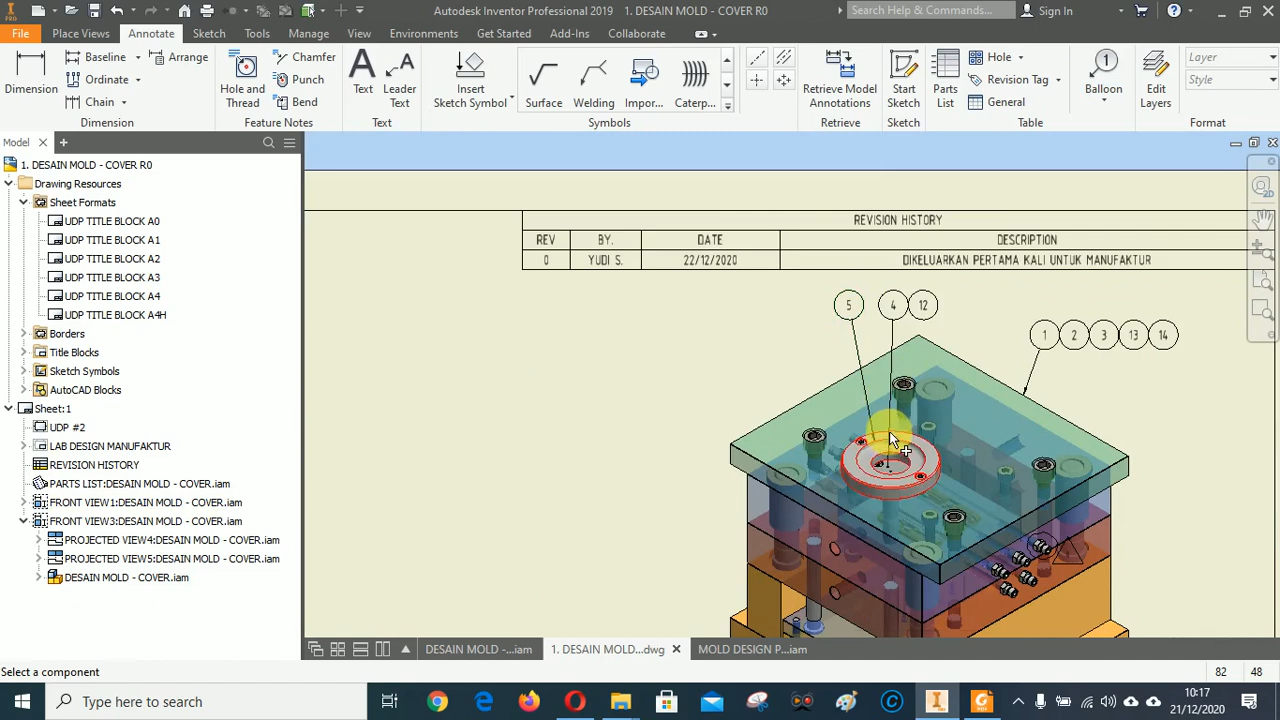 PRO
Autodesk Inventor Professional 2019 1. DESAIN MOLD - COVER R0
Search Help & Commands...
Sign In
File Place Views Annotate Sketch Tools Manage View Environments Get Started Add-Ins Collaborate
Dimension
Baseline
Ordinate
Chain
Arrange
Dimension
Hole and Thread
Chamfer
Punch
Bend
Feature Notes
Text
Leader Text
Text
Insert Sketch Symbol
Surface
Welding
Impor...
Caterp...
Symbols
Retrieve Model Annotations
Retrieve
Start Sketch
Sketch
Parts List
Hole
Revision Tag
General
Table
1
Balloon
Edit Layers
Layer
Style
Format
Model
1. DESAIN MOLD - COVER R0
Drawing Resources
Sheet Formats
UDP TITLE BLOCK A0
UDP TITLE BLOCK A1
UDP TITLE BLOCK A2
UDP TITLE BLOCK A3
UDP TITLE BLOCK A4
UDP TITLE BLOCK A4H
Borders
Title Blocks
Sketch Symbols
AutoCAD Blocks
Sheet:1
UDP #2
LAB DESIGN MANUFAKTUR
REVISION HISTORY
PARTS LIST:DESAIN MOLD - COVER.iam
FRONT VIEW1:DESAIN MOLD - COVER.iam
FRONT VIEW3:DESAIN MOLD - COVER.iam
PROJECTED VIEW4:DESAIN MOLD - COVER.iam
PROJECTED VIEW5:DESAIN MOLD - COVER.iam
DESAIN MOLD - COVER.iam
REVISION HISTORY
REV BY. DATE DESCRIPTION
0 YUDI S. 22/12/2020 DIKELUARKAN PERTAMA KALI UNTUK MANUFAKTUR
5 4 12
1 2 3 13 14
2D
DESAIN MOLD -...iam
1. DESAIN MOLD...dwg
MOLD DESIGN P...iam
Select a component
82 48
Type here to search
10:17
21/12/2020